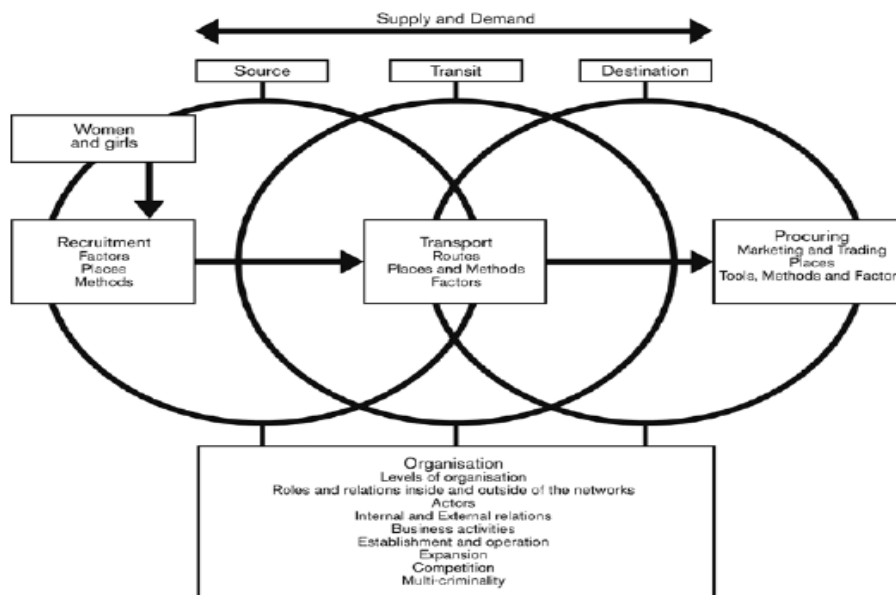 Supply and Demand
Source
Transit
Destination
Women
and girls
Recruitment
Factors
Places
Methods
Transport
Routes
Places and Methods
Factors
Procuring
Marketing and Trading
Places
Tools, Methods and Factor
Organisation
Levels of organisation
Roles and relations inside and outside of the networks
Actors
Internal and External relations
Business activities
Establishment and operation
Expansion
Competition
Multi-criminality